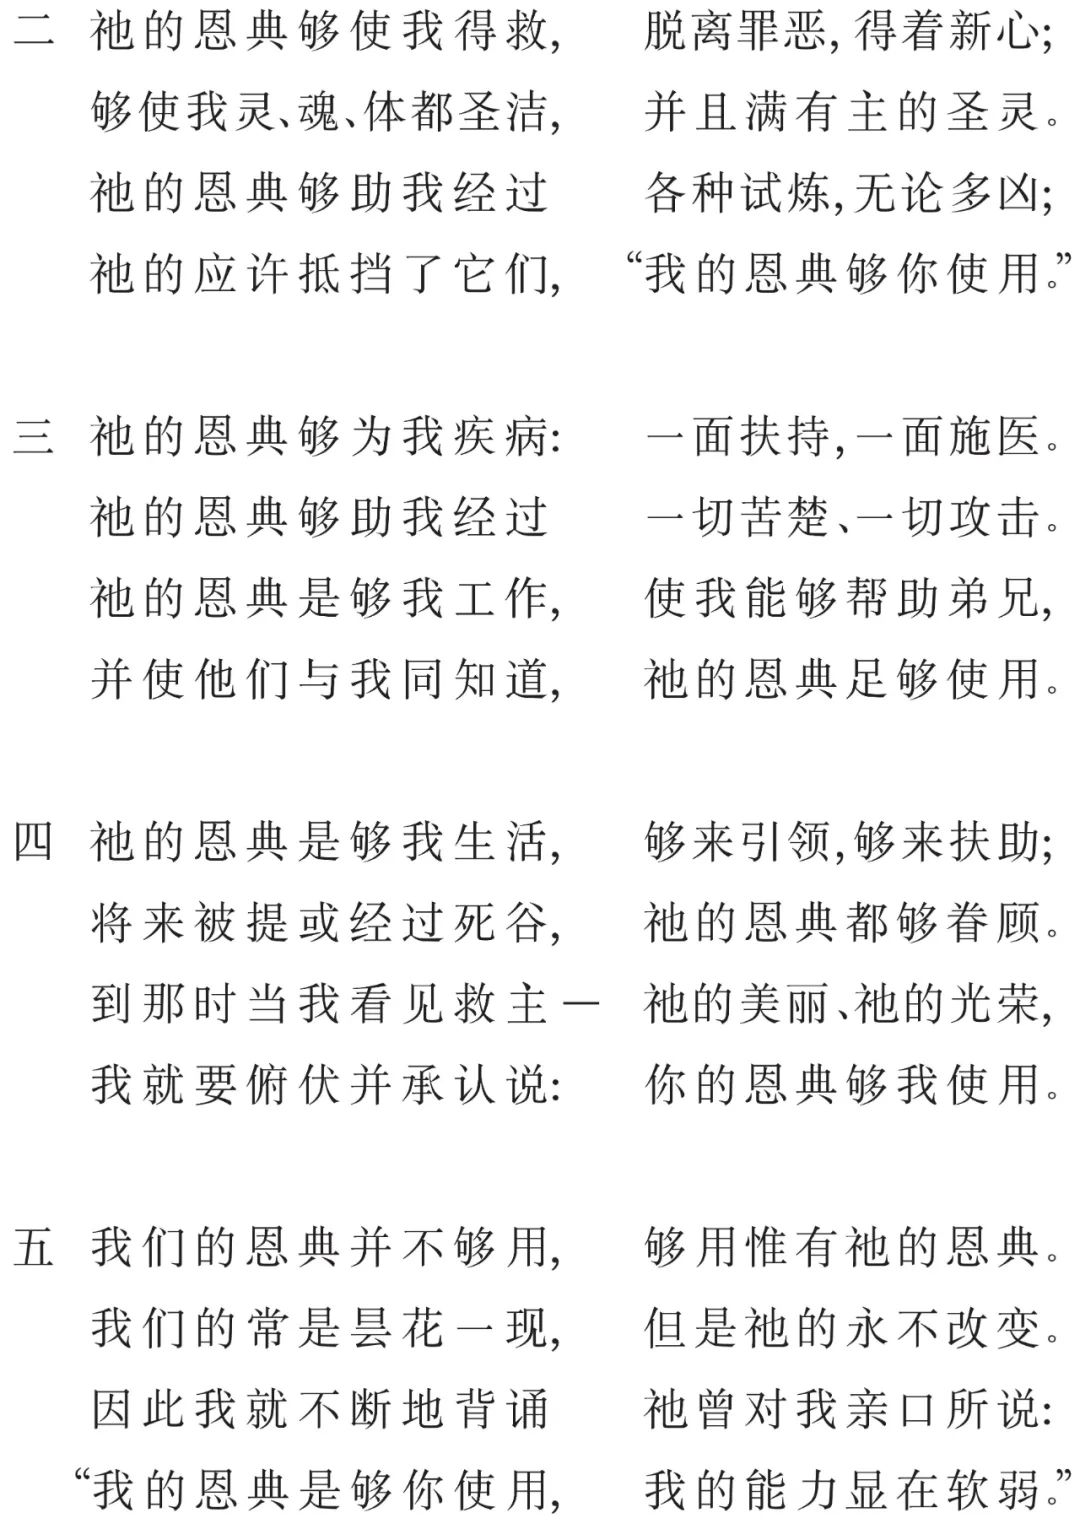 二 祂的恩典够使我得救, 脱离罪恶, 得着新心;
够使我灵、魂、体都圣洁, 并且满有主的圣灵。
祂的恩典够助我经过 各种试炼, 无论多凶;
祂的应许抵挡了它们, “我的恩典够你使用。”
三 祂的恩典够为我疾病: 一面扶持, 一面施医。
祂的恩典够助我经过 一切苦楚、一切攻击。
祂的恩典是够我工作, 使我能够帮助弟兄,
并使他们与我同知道, 祂的恩典足够使用。
四 祂的恩典是够我生活, 够来引领, 够来扶助;
将来被提或经过死谷, 祂的恩典都够眷顾。
到那时当我看见救主— 祂的美丽、祂的光荣,
我就要俯伏并承认说: 你的恩典够我使用。
五 我们的恩典并不够用, 够用惟有祂的恩典。
我们的常是昙花一现, 但是祂的永不改变。
因此我就不断地背诵 祂曾对我亲口所说:
“我的恩典是够你使用, 我的能力显在软弱。”